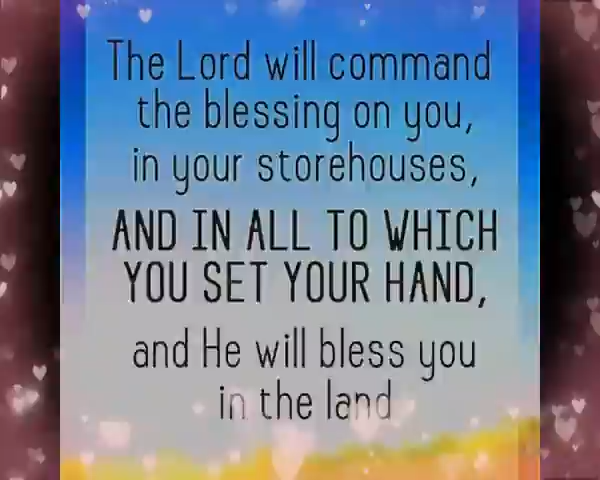 The Lord will command
the blessing on you,
in your storehouses,
AND IN ALL TO WHICH
YOU SET YOUR HAND,
and He will bless you
in the land